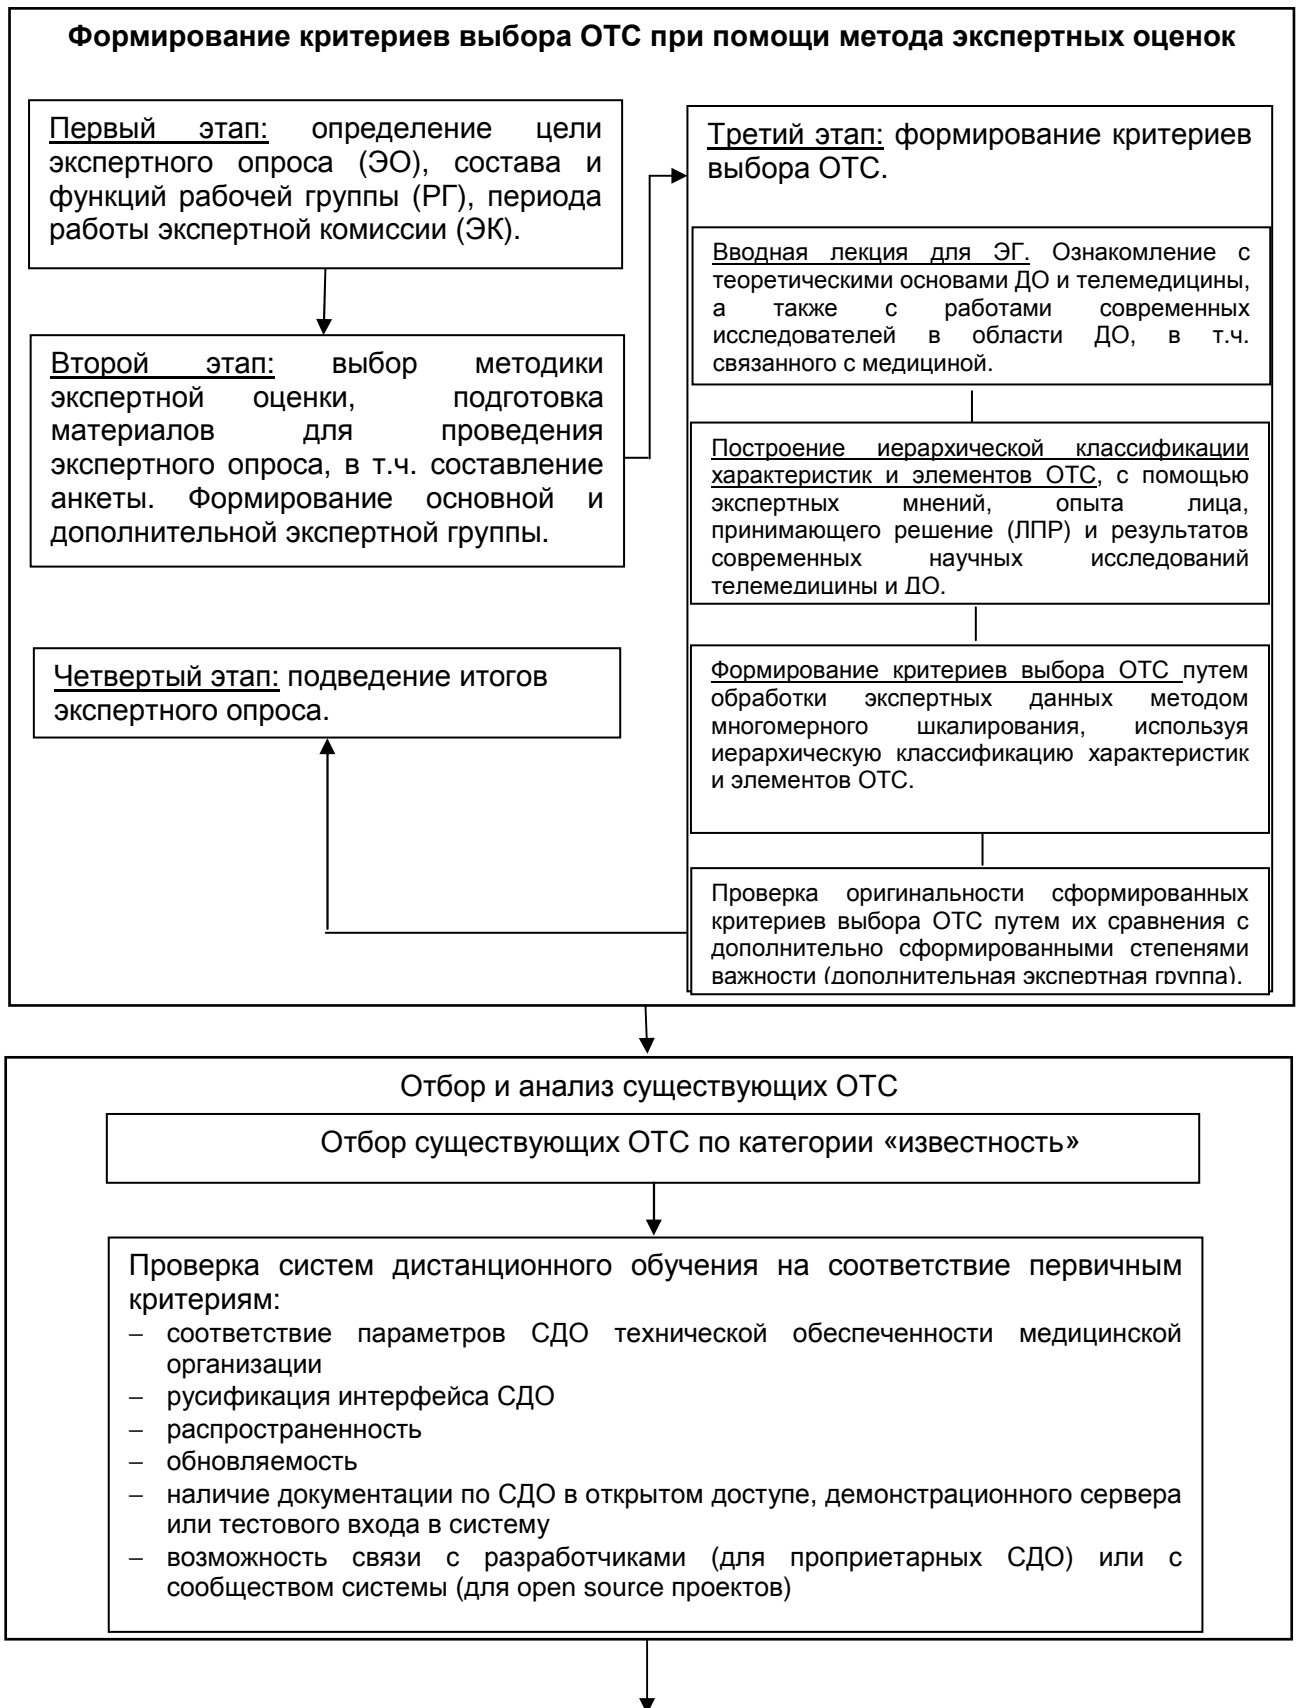 Формирование критериев выбора ОТС при помощи метода экспертных оценок
Первый этап: определение цели
экспертного опроса (ЭО), состава и
функций рабочей группы (РГ), периода
работы экспертной комиссии (ЭК).
Второй этап: выбор методики
экспертной оценки, подготовка
материалов для проведения
экспертного опроса, в т.ч. составление
анкеты. Формирование основной и
дополнительной экспертной группы.
Третий этап: формирование критериев
выбора ОТС.
Вводная лекция для ЭГ. Ознакомление с
теоретическими основами ДО и телемедицины,
а также с работами современных
исследователей в области ДО, в т.ч.
связанного с медициной.
Построение иерархической классификации
характеристик и элементов ОТС, с помощью
экспертных мнений, опыта лица,
принимающего решение (ЛПР) и результатов
современных научных исследований
телемедицины и ДО.
Формирование критериев выбора ОТС путем
обработки экспертных данных методом
многомерного шкалирования, используя
иерархическую классификацию характеристик
и элементов ОТС.
Проверка оригинальности сформированных
критериев выбора ОТС путем их сравнения с
дополнительно сформированными степенями
важности (дополнительная экспертная группа).
Четвертый этап: подведение итогов
экспертного опроса.
Отбор и анализ существующих ОТС
Отбор существующих ОТС по категории «известность»
Проверка систем дистанционного обучения на соответствие первичным
критериям:
– соответствие параметров СДО технической обеспеченности медицинской
организации
– русификация интерфейса СДО
– распространенность
– обновляемость
– наличие документации по СДО в открытом доступе, демонстрационного сервера
или тестового входа в систему
– возможность связи с разработчиками (для проприетарных СДО) или с
сообществом системы (для open source проектов)